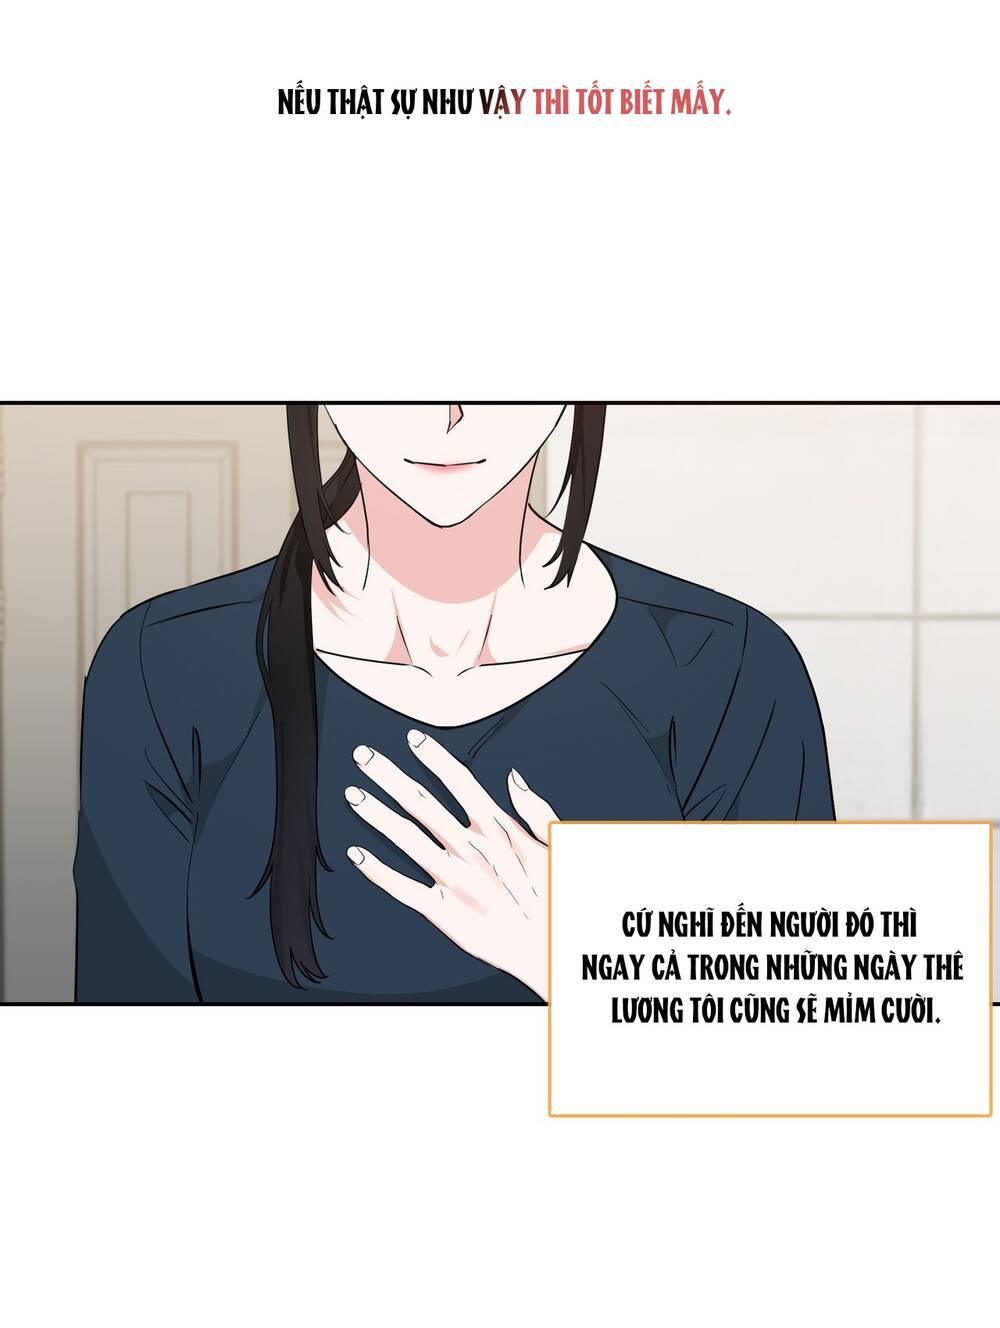 NẾU THẬT SỰ NHƯ VẬY THÌ TỐT BIẾT MẤY.
CỨ NGHĨ ĐẾN NGƯỜI ĐÓ THÌ
NGAY CẢ TRONG NHỮNG NGÀY THÊ
LƯƠNG TÔI CŨNG SẼ MỈM CƯỜI.